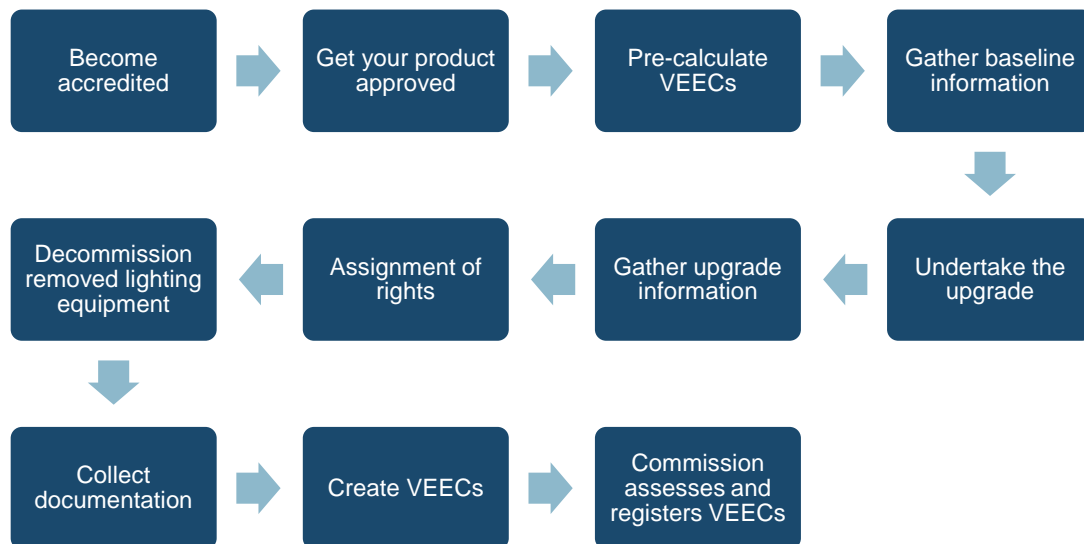 Become
accredited
Get your product
approved
Pre-calculate
VEECs
Gather baseline
information
Undertake the
upgrade
Gather upgrade
information
Assignment of
rights
Decommission
removed lighting
equipment
Collect
documentation
Create VEECs
Commission
assesses and
registers VEECs